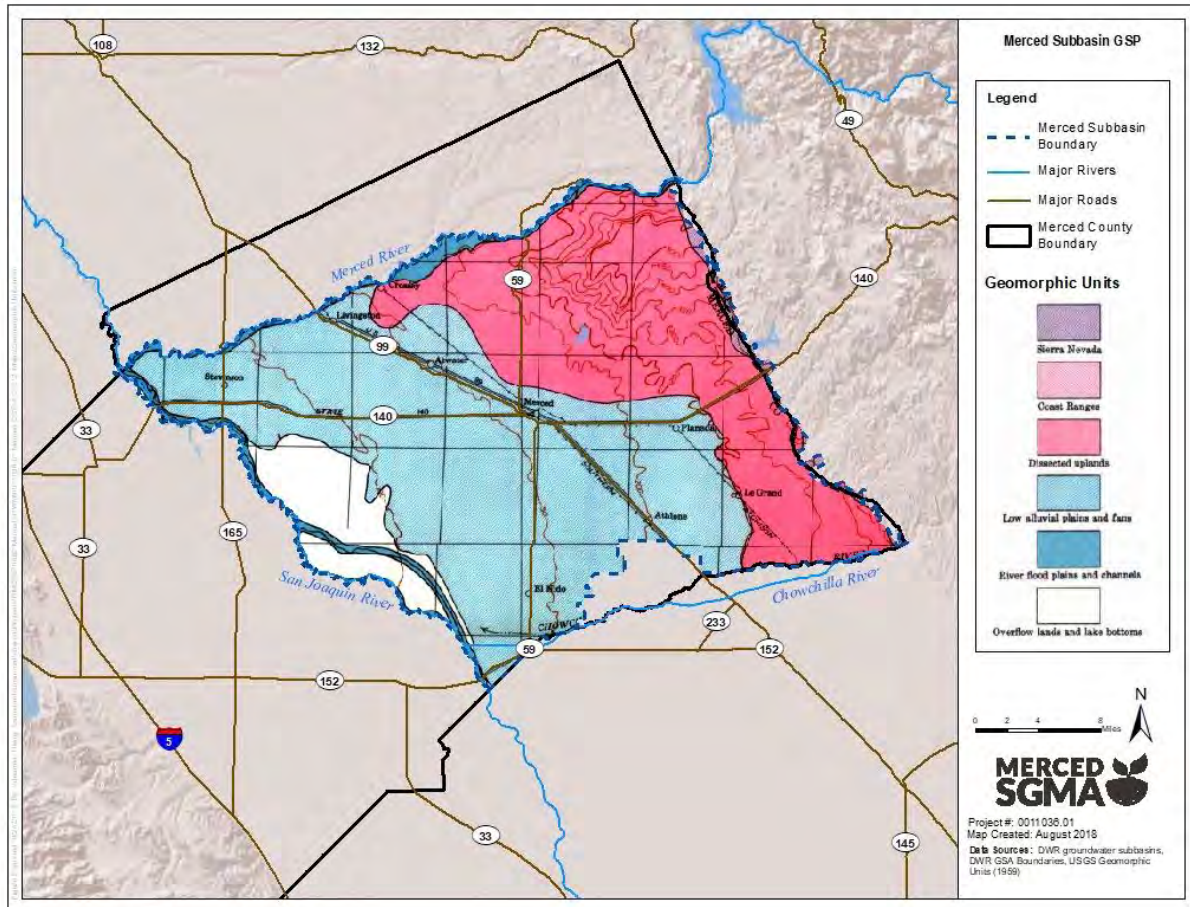 108
132
49
Merced River
59
140
Cressey
Livingston
99
Atwater
Stevinson
Merced
140
140
Planada
33
Le Grand
Athlone
165
33
San Joaquin River
El Nido
RIVER
Chowchilla River
233
59
152
152
5
33
145
Merced Subbasin GSP
Legend
Merced Subbasin
Boundary
Major Rivers
Major Roads
Merced County
Boundary
Geomorphic Units
Sierra Nevada
Coast Ranges
Dissected uplands
Low alluvial plains and fans
River flood plains and channels
Overflow lands and lake bottoms
N
0 2 4 8
Miles
MERCED
SGMA
Project #: 0011036.01
Map Created: August 2018
Data Sources: DWR groundwater subbasins,
DWR GSA Boundaries, USGS Geomorphic
Units (1959)